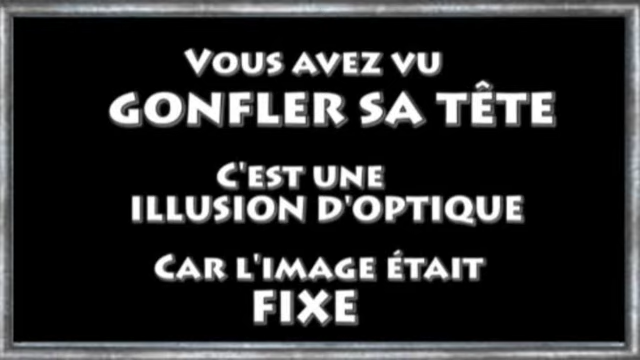 Vous avez vu
GONFLER SA TÊTE
C'est une
ILLUSION D'OPTIQUE
Car l'image était
FIXE